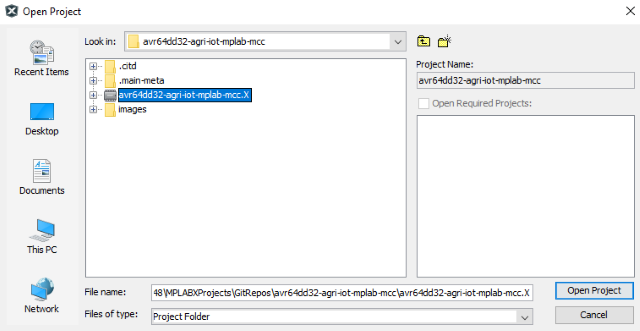 Open Project
Look in: avr64dd32-agri-iot-mplab-mcc
Recent Items
Desktop
Documents
This PC
Network
.citd
.main-meta
avr64dd32-agri-iot-mplab-mcc.X
images
Project Name:
avr64dd32-agri-iot-mplab-mcc
Open Required Projects:
File name: 48\MPLABXProjects\GitRepos\avr64dd32-agri-iot-mplab-mcc\avr64dd32-agri-iot-mplab-mcc.X
Open Project
Files of type: Project Folder
Cancel